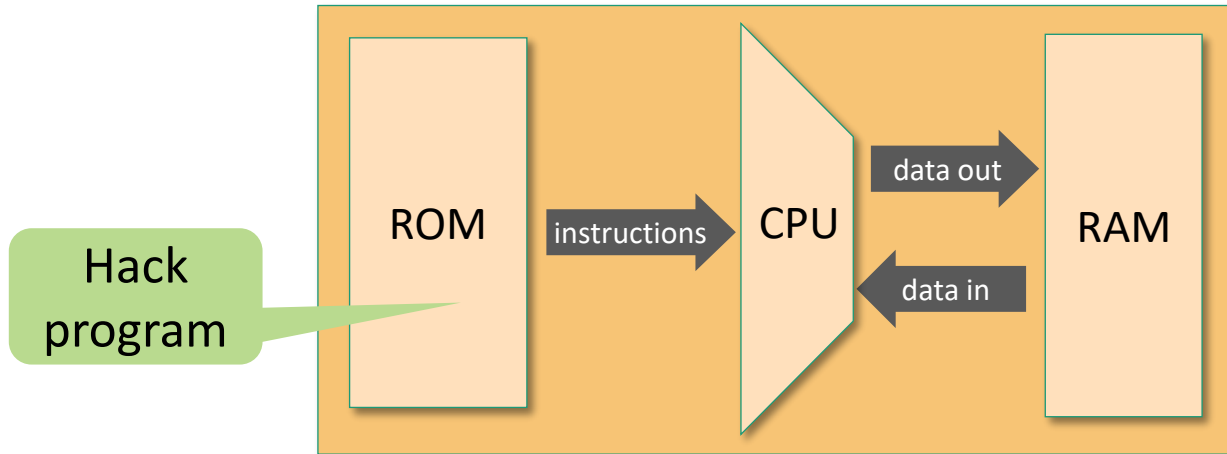 Hack
program
ROM
instructions
CPU
data out
data in
RAM